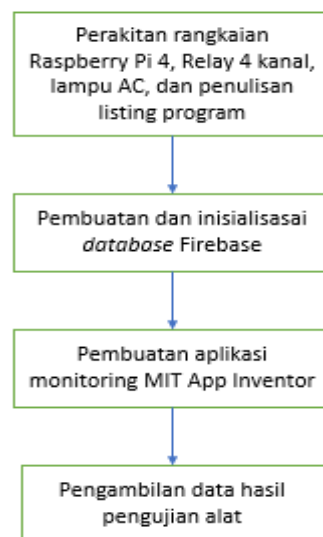 Perakitan rangkaian
Raspberry Pi 4, Relay 4 kanal,
lampu AC, dan penulisan
listing program
Pembuatan dan inisialisasai
database Firebase
Pembuatan aplikasi
monitoring MIT App Inventor
Pengambilan data hasil
pengujian alat